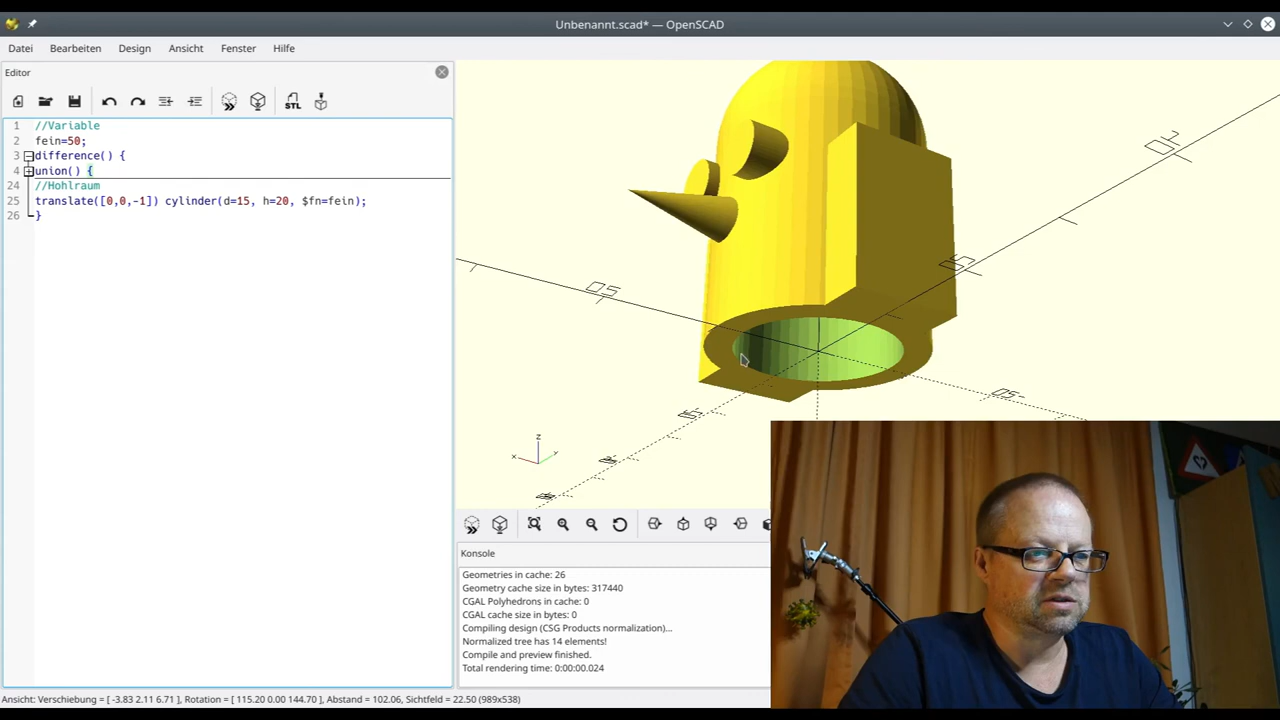 Unbenannt.scad* — OpenSCAD
Datei Bearbeiten Design Ansicht Fenster Hilfe
Editor
STL
1 //Variable
2 fein=50;
3 difference() {
4 union() {
24 //Hohlraum
25 translate([0,0,-1]) cylinder(d=15, h=20, $fn=fein);
26 }
z
x
y
Konsole
Geometries in cache: 26
Geometry cache size in bytes: 317440
CGAL Polyhedrons in cache: 0
CGAL cache size in bytes: 0
Compiling design (CSG Products normalization)...
Normalized tree has 14 elements!
Compile and preview finished.
Total rendering time: 0:00:00.024
Ansicht: Verschiebung = [ -3.83 2.11 6.71 ], Rotation = [ 115.20 0.00 144.70 ], Abstand = 102.06, Sichtfeld = 22.50 (989x538)